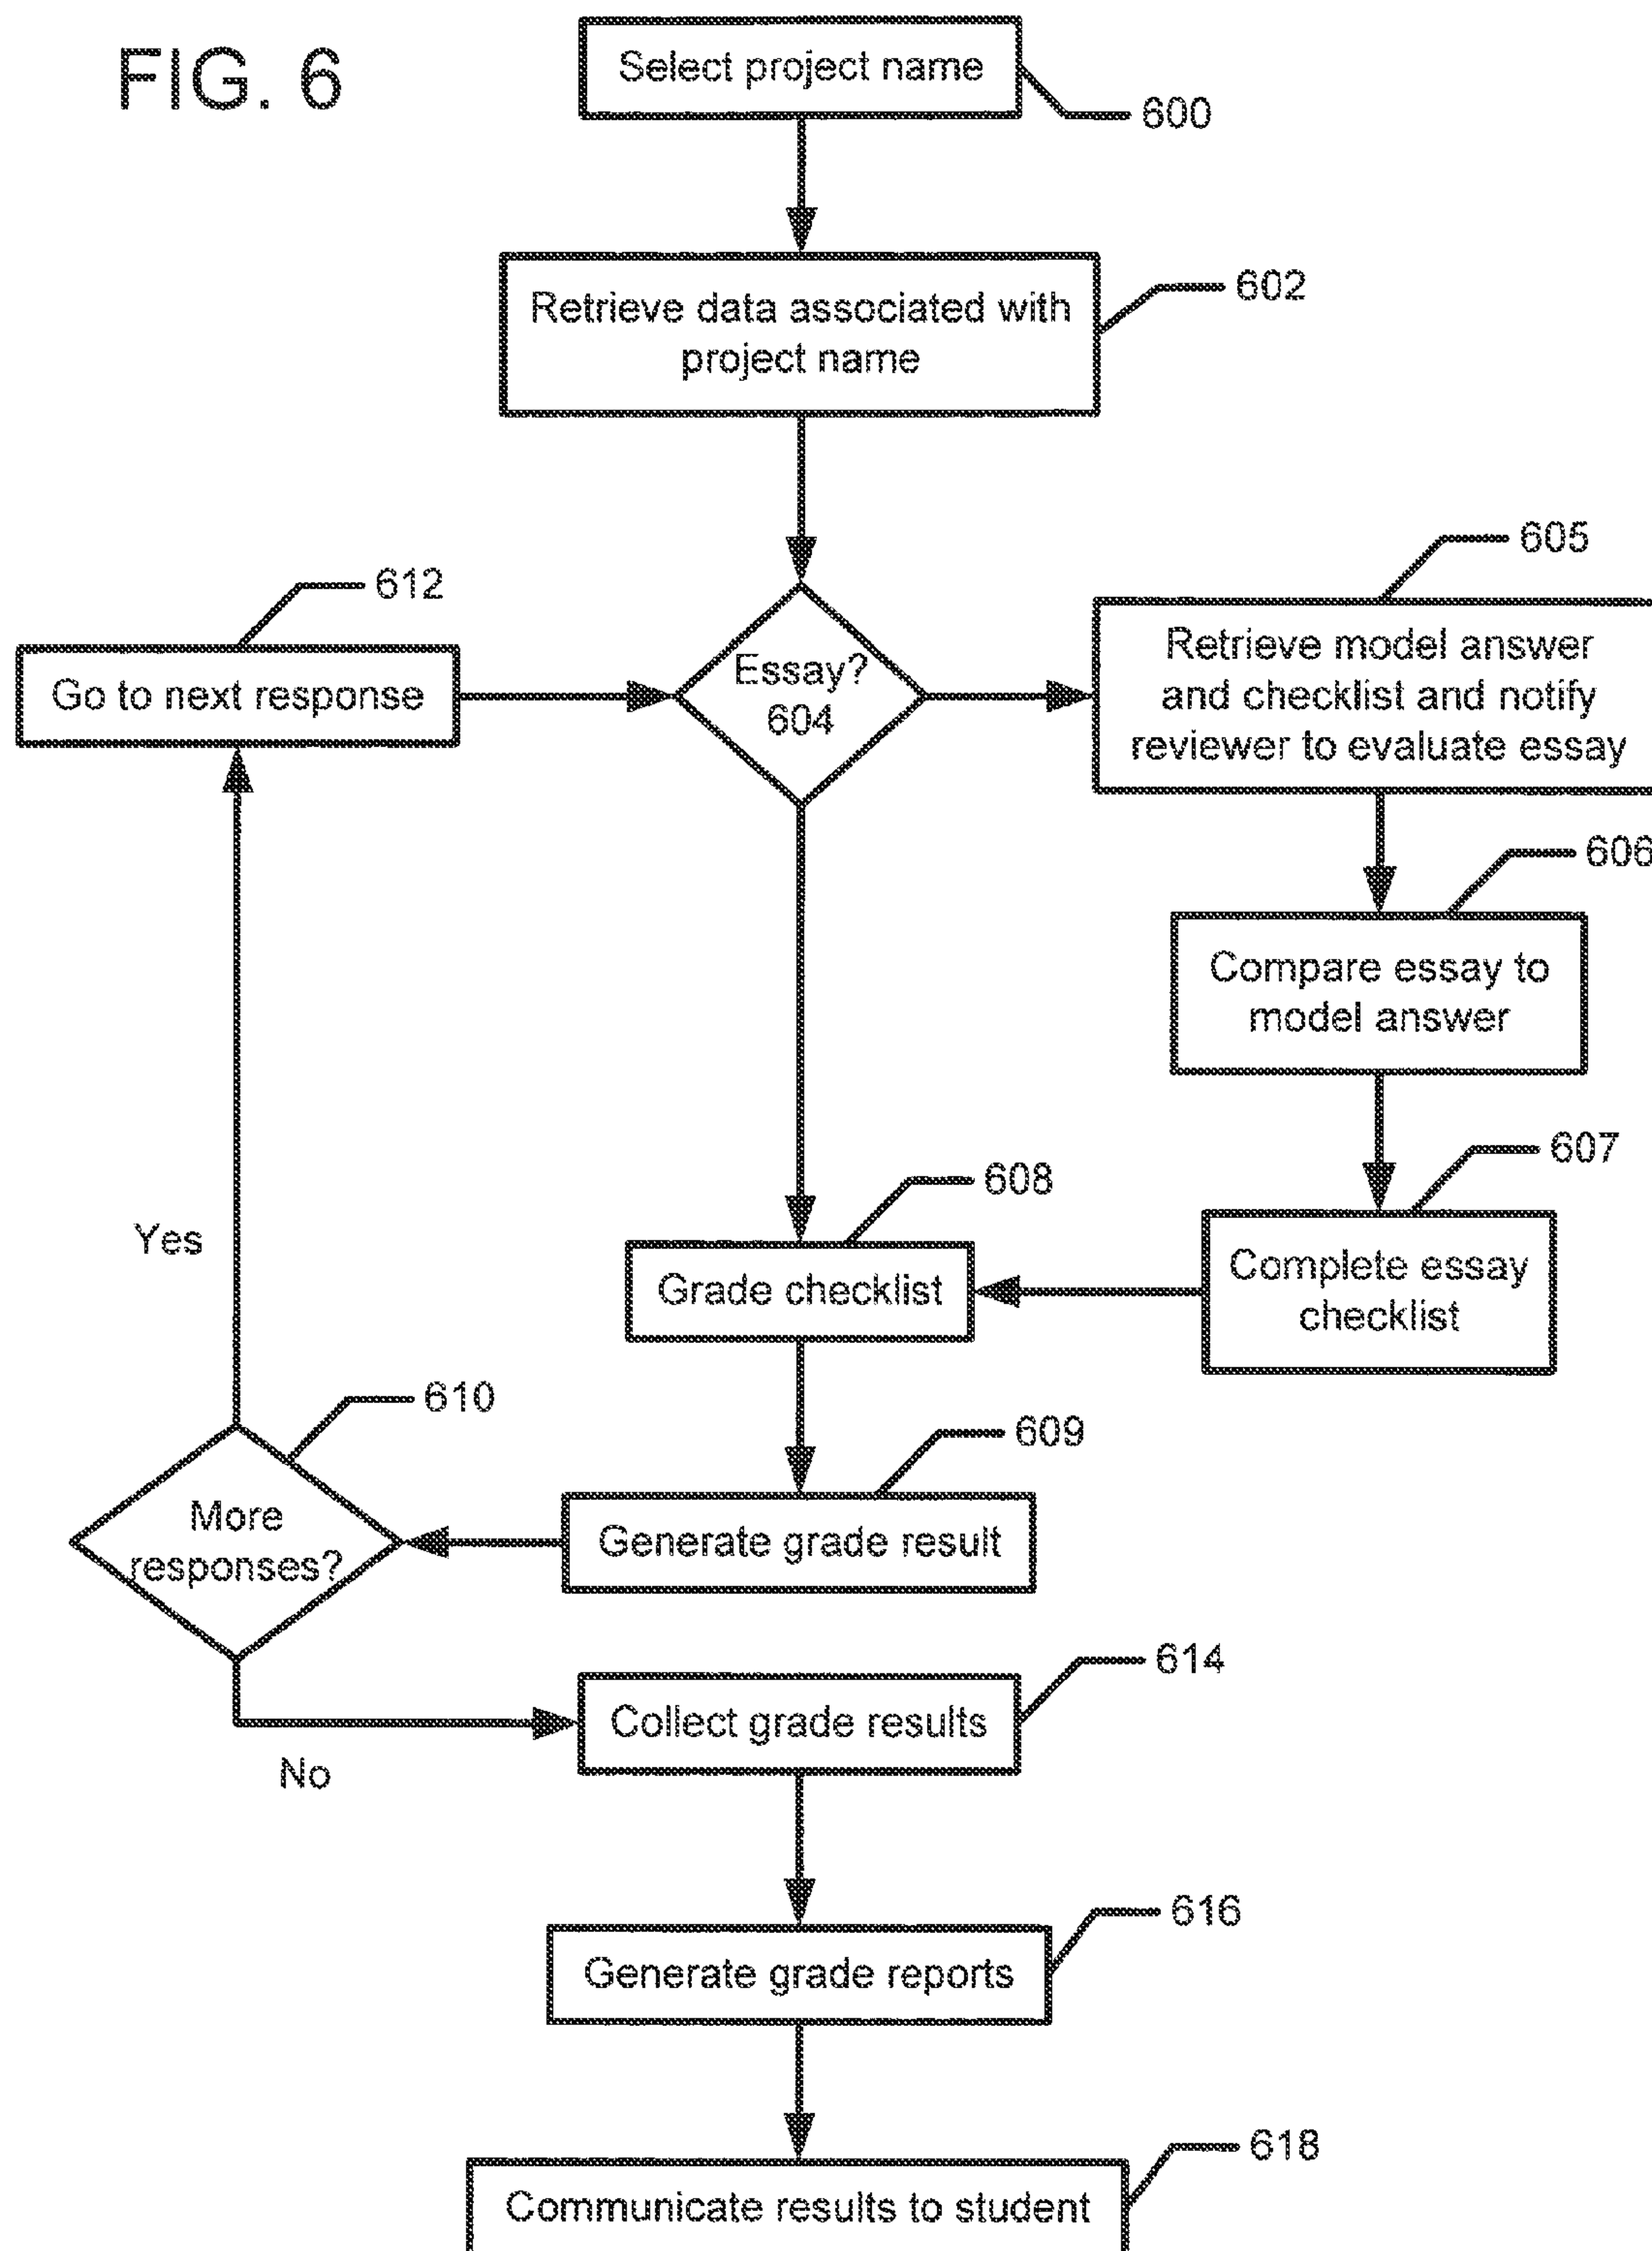 FIG. 6
Select project name
600
Retrieve data associated with
project name
602
Essay?
604
605
Retrieve model answer
and checklist and notify
reviewer to evaluate essay
612
Go to next response
606
Compare essay to
model answer
607
Complete essay
checklist
608
Grade checklist
Yes
610
More
responses?
609
Generate grade result
No
614
Collect grade results
616
Generate grade reports
618
Communicate results to student